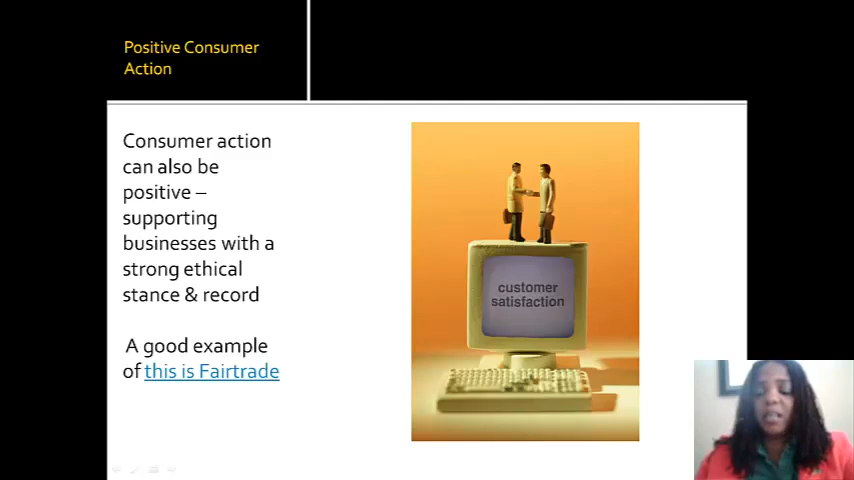 Positive Consumer
Action
Consumer action
can also be
positive –
supporting
businesses with a
strong ethical
stance & record
A good example
of this is Fairtrade
customer
satisfaction